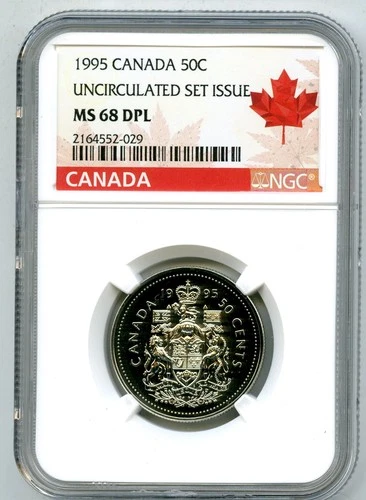 1995 CANADA 50C
UNCIRCULATED SET ISSUE
MS 68 DPL
2164552-029
CANADA
NGC®
CANADA 1995 50 CENTS